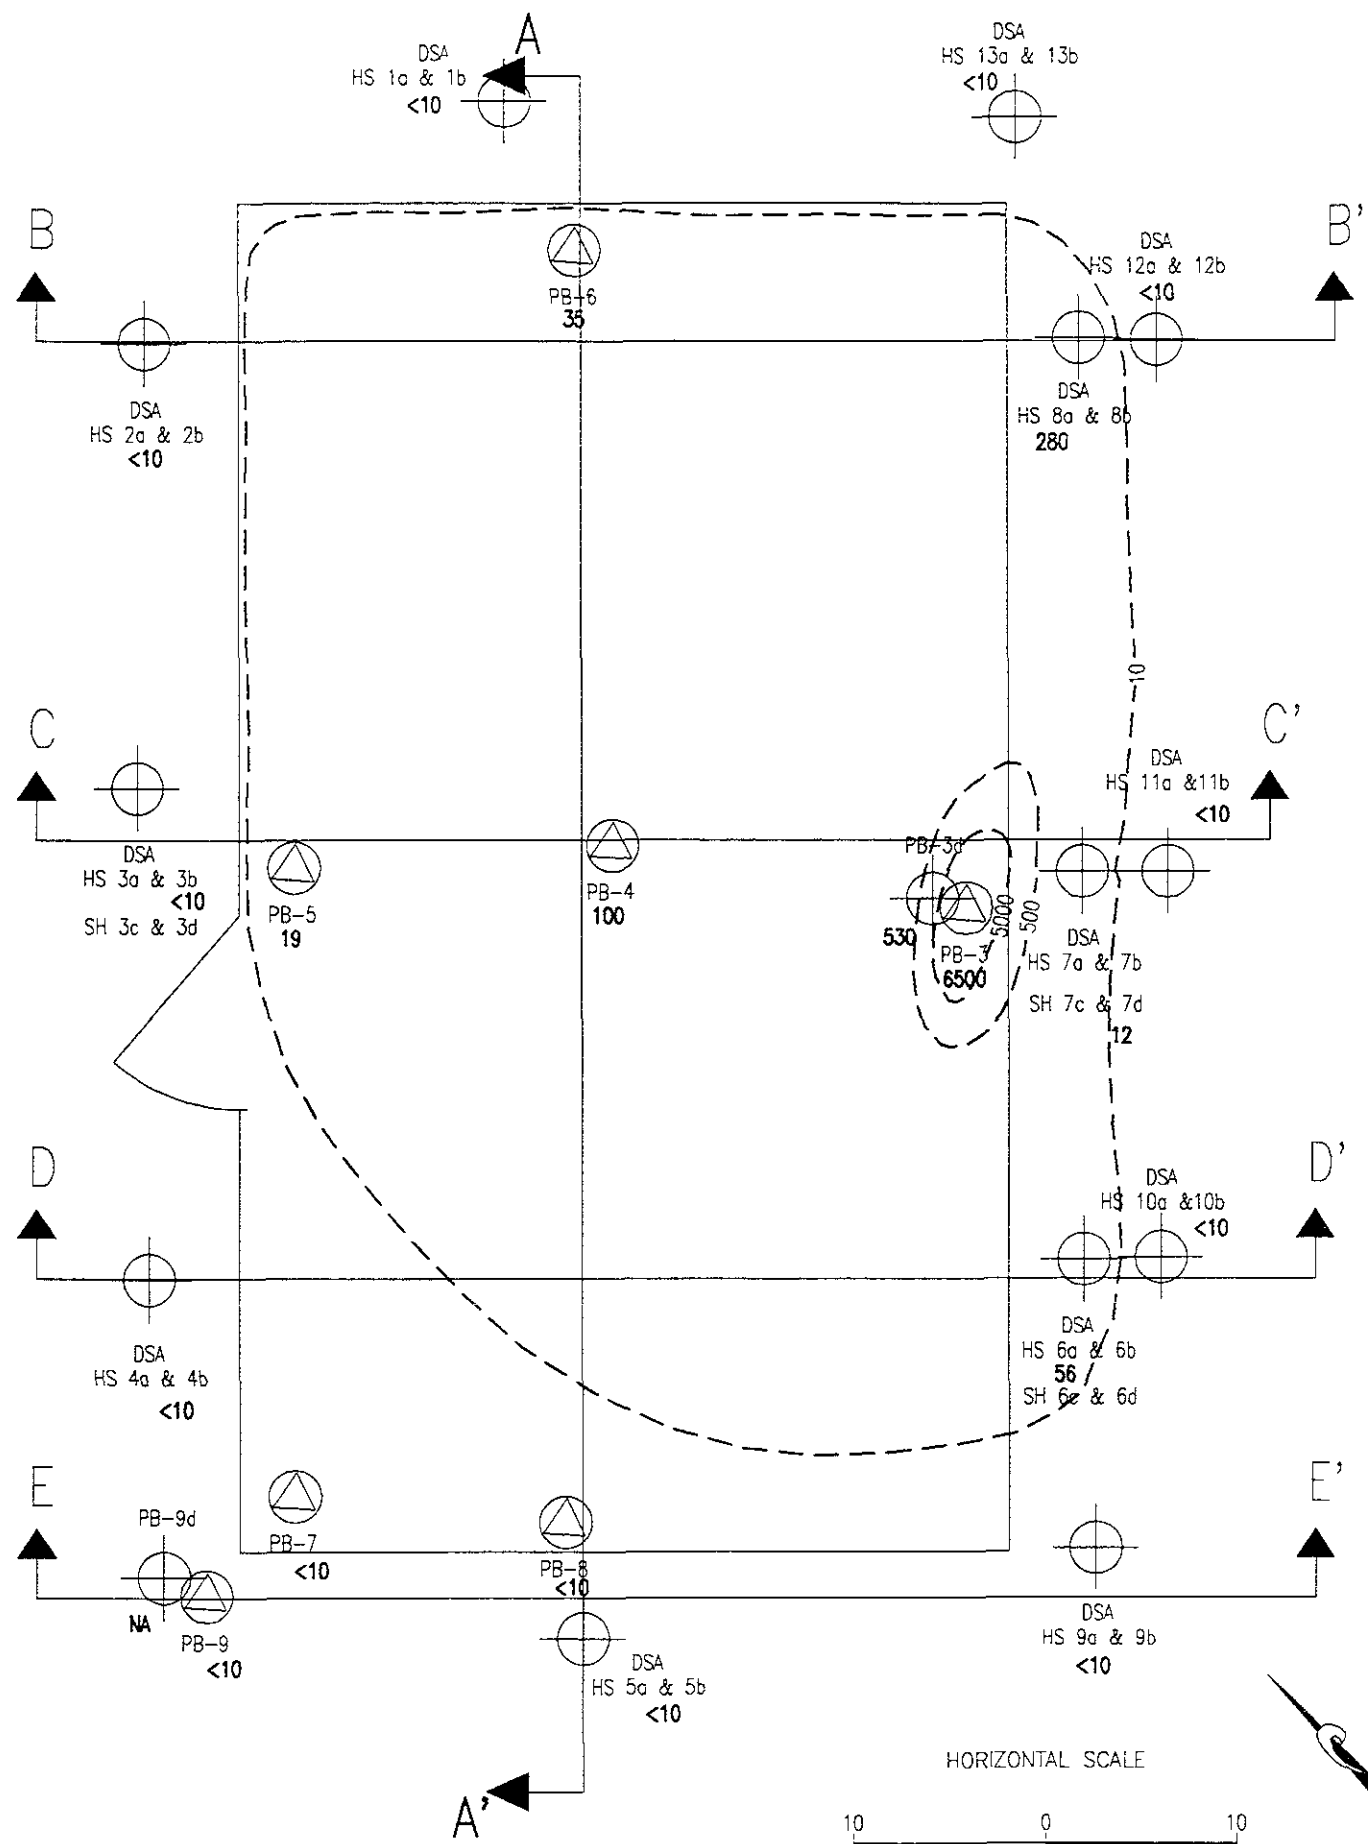 A
DSA
HS 1a & 1b
<10
DSA
HS 13a & 13b
<10
B
B'
DSA
HS 12a & 12b
<10
PB-6
35
DSA
HS 2a & 2b
<10
DSA
HS 8a & 8b
280
10
C
C'
DSA
HS 11a &11b
<10
DSA
HS 3a & 3b
<10
SH 3c & 3d
PB-5
19
PB-4
100
PB-3d
530
PB-3
6500
5000
500
DSA
HS 7a & 7b
SH 7c & 7d
12
D
D'
DSA
HS 10a &10b
<10
DSA
HS 4a & 4b
<10
DSA
HS 6a & 6b
56
SH 6c & 6d
E
E'
PB-9d
NA
PB-9
<10
PB-7
<10
PB-8
<10
DSA
HS 9a & 9b
<10
DSA
HS 5a & 5b
<10
A'
HORIZONTAL SCALE
10 0 10